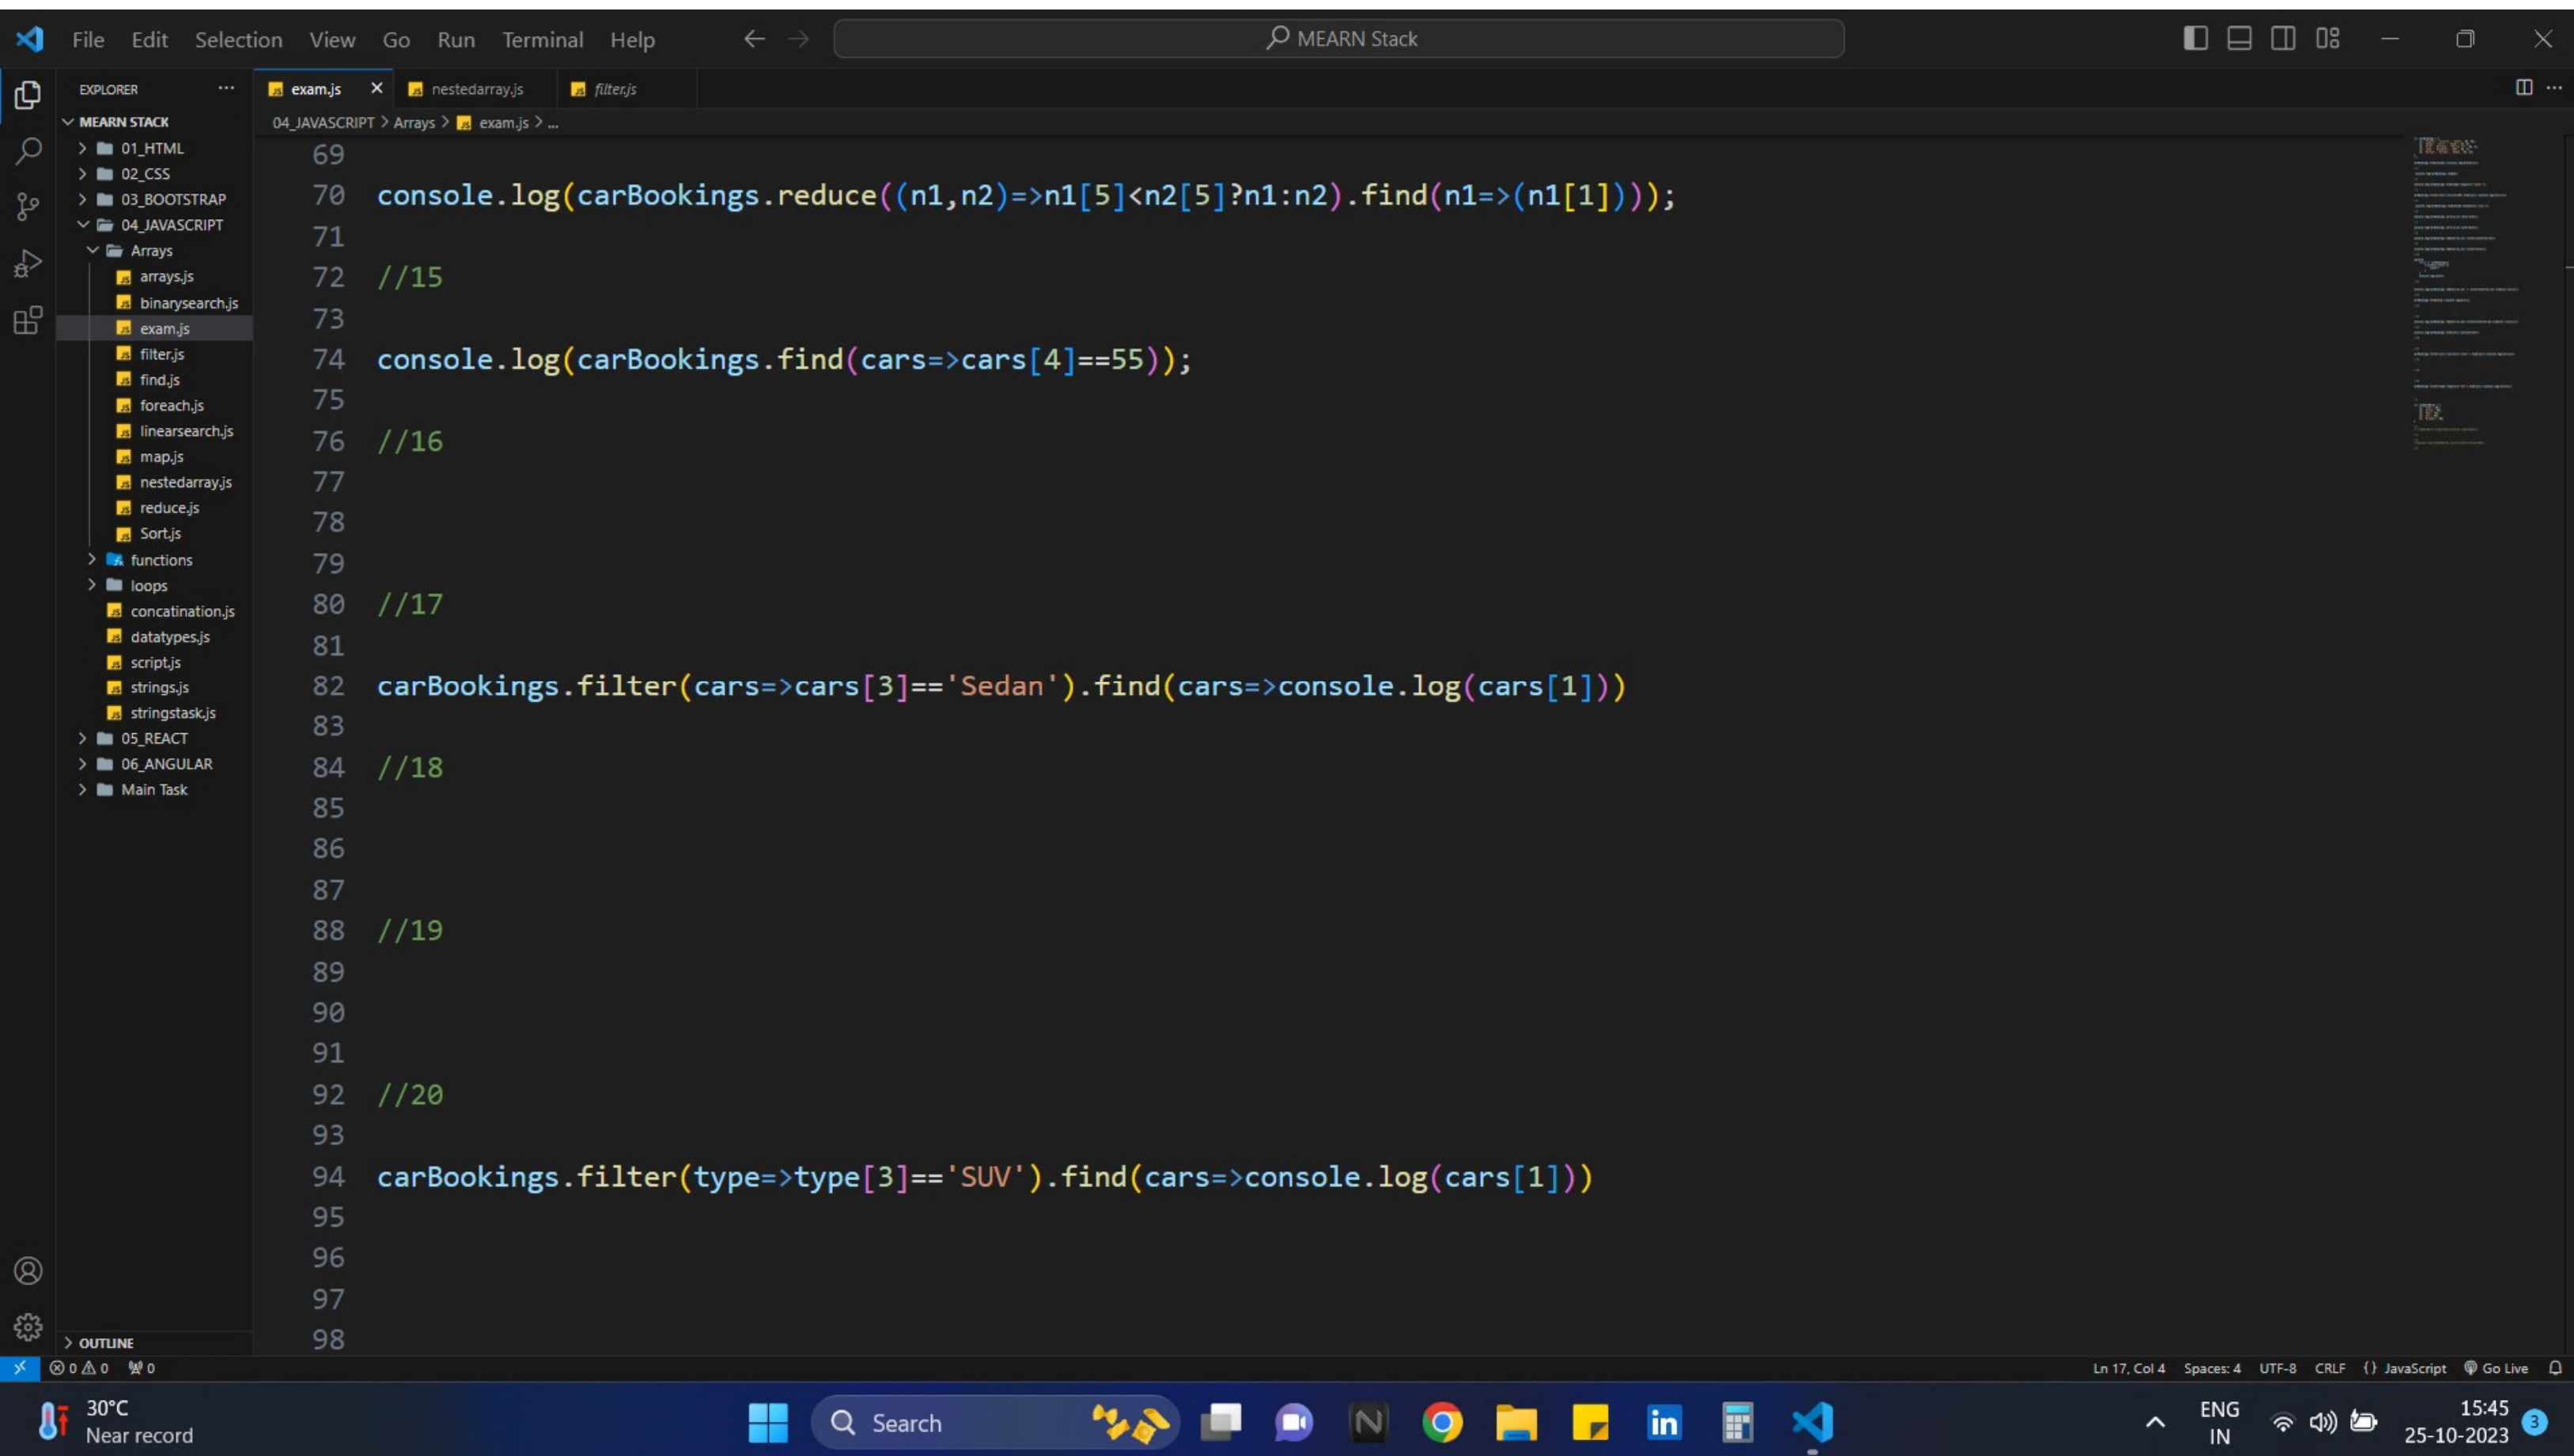 File Edit Selection View Go Run Terminal Help
MEARN Stack
EXPLORER
exam.js
nestedarray.js
filter.js
MEARN STACK
04_JAVASCRIPT > Arrays > exam.js > ...
01_HTML
02_CSS
03_BOOTSTRAP
04_JAVASCRIPT
Arrays
arrays.js
binarysearch.js
exam.js
filter.js
find.js
foreach.js
linearsearch.js
map.js
nestedarray.js
reduce.js
Sort.js
functions
loops
concatination.js
datatypes.js
script.js
strings.js
stringstask.js
05_REACT
06_ANGULAR
Main Task
OUTLINE
69
70 console.log(carBookings.reduce((n1,n2)=>n1[5]<n2[5]?n1:n2).find(n1=>(n1[1])));
71
72 //15
73
74 console.log(carBookings.find(cars=>cars[4]==55));
75
76 //16
77
78
79
80 //17
81
82 carBookings.filter(cars=>cars[3]=='Sedan').find(cars=>console.log(cars[1]))
83
84 //18
85
86
87
88 //19
89
90
91
92 //20
93
94 carBookings.filter(type=>type[3]=='SUV').find(cars=>console.log(cars[1]))
95
96
97
98
0 0 0
Ln 17, Col 4 Spaces: 4 UTF-8 CRLF {} JavaScript Go Live
30°C
Near record
Search
ENG
IN
15:45
25-10-2023
3